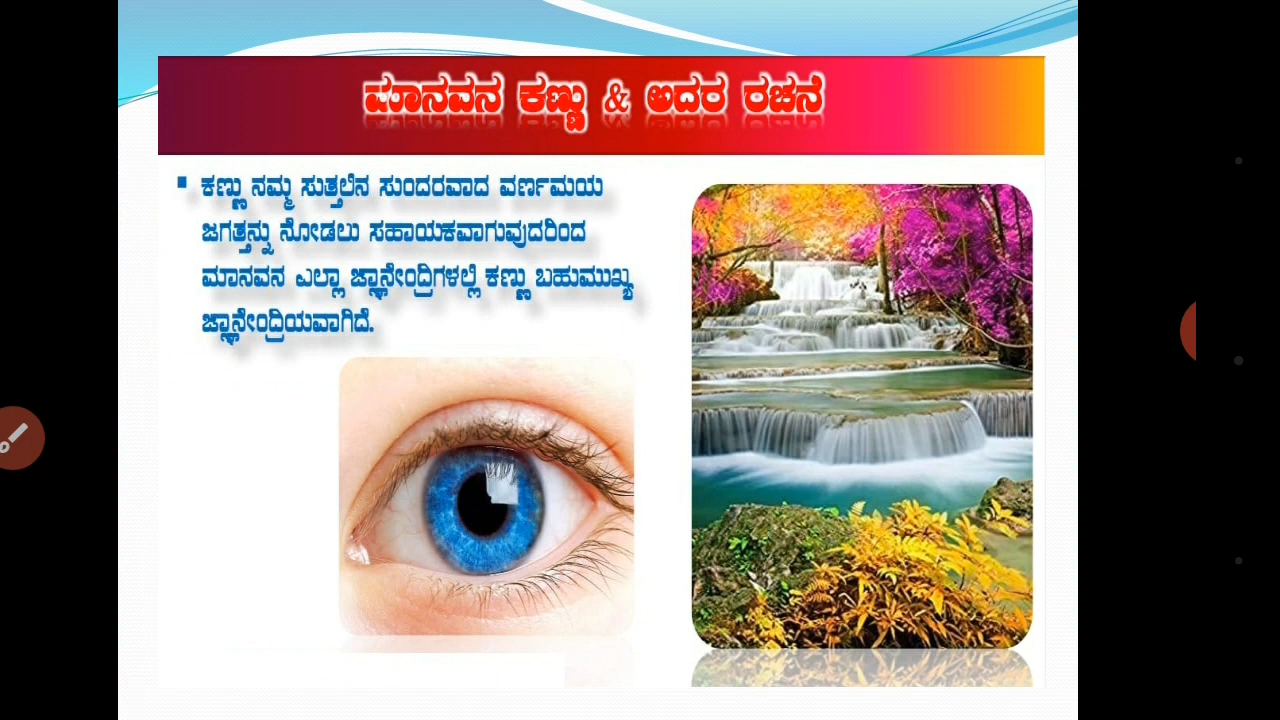 ಮಾನವನ ಕಣ್ಣು & ಅದರ ರಚನೆ
▪ ಕಣ್ಣು ನಮ್ಮ ಸುತ್ತಲಿನ ಸುಂದರವಾದ ವರ್ಣಮಯ
ಜಗತ್ತನ್ನು ನೋಡಲು ಸಹಾಯಕವಾಗುವುದರಿಂದ
ಮಾನವನ ಎಲ್ಲಾ ಜ್ಞಾನೇಂದ್ರಿಗಳಲ್ಲಿ ಕಣ್ಣು ಬಹುಮುಖ್ಯ
ಜ್ಞಾನೇಂದ್ರಿಯವಾಗಿದೆ.